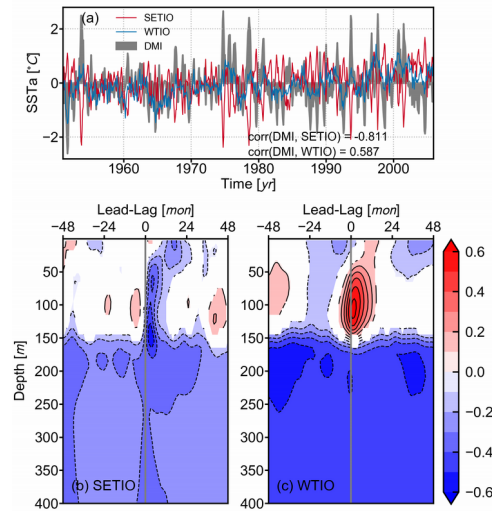 (a)
SETIO
WTIO
DMI
SSTa [°C]
2
0
−2
corr(DMI, SETIO) = -0.811
corr(DMI, WTIO) = 0.587
1960 1970 1980 1990 2000
Time [yr]
Lead-Lag [mon] Lead-Lag [mon]
−48 −24 0 24 48 −24 0 24 48
0
50
100
150
200
250
300
350
400
Depth [m]
(b) SETIO
(c) WTIO
0.6
0.4
0.2
0.0
−0.2
−0.4
−0.6